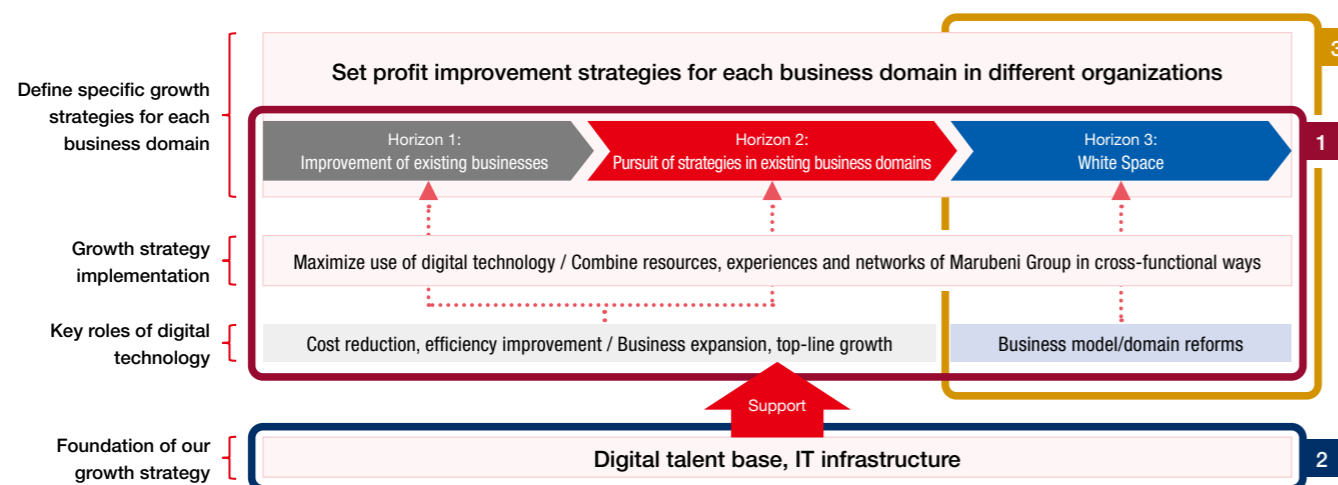 3
Set profit improvement strategies for each business domain in different organizations
Define specific growth
strategies for each
business domain
Horizon 1:
Improvement of existing businesses
Horizon 2:
Pursuit of strategies in existing business domains
Horizon 3:
White Space
1
Growth strategy
implementation
Maximize use of digital technology / Combine resources, experiences and networks of Marubeni Group in cross-functional ways
Key roles of digital
technology
Cost reduction, efficiency improvement / Business expansion, top-line growth
Business model/domain reforms
Support
Foundation of our
growth strategy
Digital talent base, IT infrastructure
2